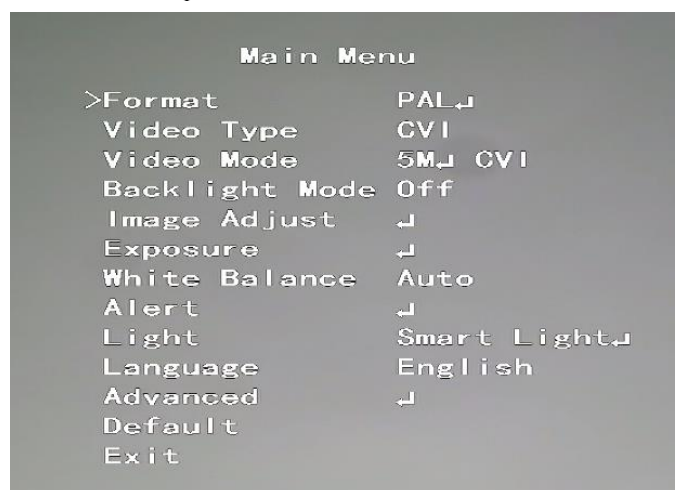 Main Menu
>Format PAL↵
Video Type CVI
Video Mode 5M↵ CVI
Backlight Mode Off
Image Adjust ↵
Exposure ↵
White Balance Auto
Alert ↵
Light Smart Light↵
Language English
Advanced ↵
Default
Exit